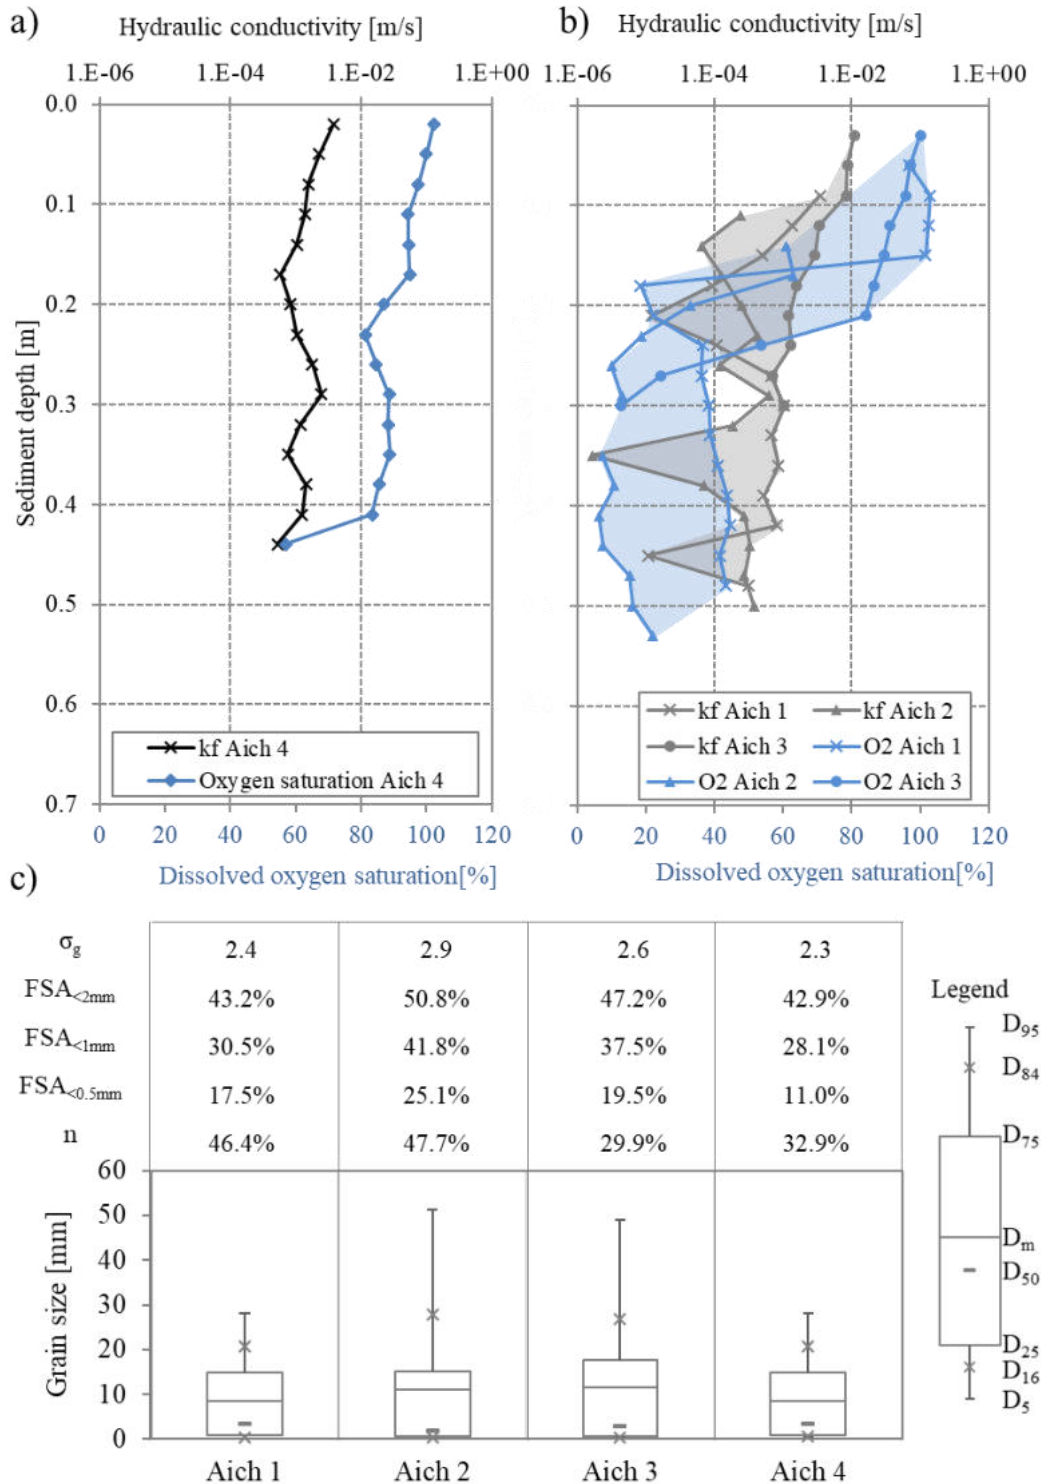 a)
Hydraulic conductivity [m/s]
1.E-06 1.E-04 1.E-02 1.E+00
0.0
0.1
0.2
0.3
0.4
0.5
0.6
0.7
Sediment depth [m]
kf Aich 4
Oxygen saturation Aich 4
0 20 40 60 80 100 120
Dissolved oxygen saturation[%]
b)
Hydraulic conductivity [m/s]
1.E-06 1.E-04 1.E-02 1.E+00
kf Aich 1 kf Aich 2
kf Aich 3 O2 Aich 1
O2 Aich 2 O2 Aich 3
0 20 40 60 80 100 120
Dissolved oxygen saturation[%]
c)
σg 2.4 2.9 2.6 2.3
FSA<2mm 43.2% 50.8% 47.2% 42.9%
FSA<1mm 30.5% 41.8% 37.5% 28.1%
FSA<0.5mm 17.5% 25.1% 19.5% 11.0%
n 46.4% 47.7% 29.9% 32.9%
60
50
40
30
20
10
0
Grain size [mm]
Aich 1 Aich 2 Aich 3 Aich 4
Legend
D95
D84
D75
Dm
D50
D25
D16
D5